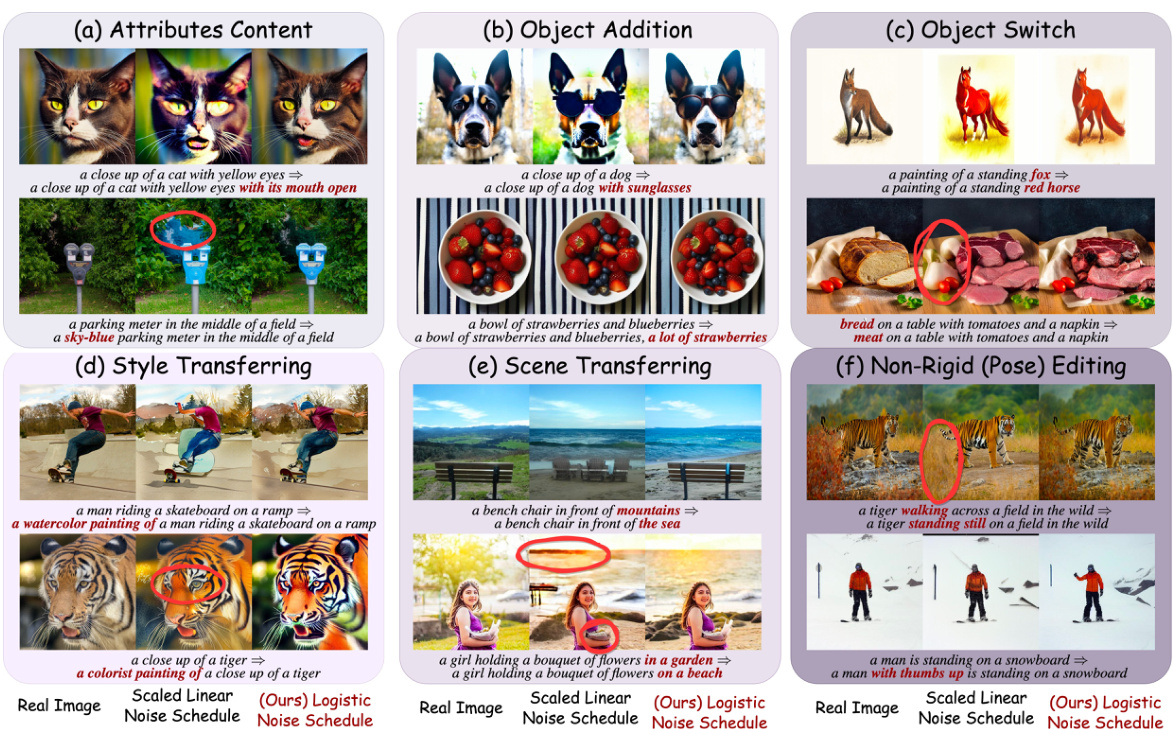 (a) Attributes Content
a close up of a cat with yellow eyes ⇒
a close up of a cat with yellow eyes with its mouth open
a parking meter in the middle of a field ⇒
a sky-blue parking meter in the middle of a field
(b) Object Addition
a close up of a dog ⇒
a close up of a dog with sunglasses
a bowl of strawberries and blueberries ⇒
a bowl of strawberries and blueberries, a lot of strawberries
(c) Object Switch
a painting of a standing fox ⇒
a painting of a standing red horse
bread on a table with tomatoes and a napkin ⇒
meat on a table with tomatoes and a napkin
(d) Style Transferring
a man riding a skateboard on a ramp ⇒
a watercolor painting of a man riding a skateboard on a ramp
a close up of a tiger ⇒
a colorist painting of a close up of a tiger
(e) Scene Transferring
a bench chair in front of mountains ⇒
a bench chair in front of the sea
a girl holding a bouquet of flowers in a garden ⇒
a girl holding a bouquet of flowers on a beach
(f) Non-Rigid (Pose) Editing
a tiger walking across a field in the wild ⇒
a tiger standing still on a field in the wild
a man is standing on a snowboard ⇒
a man with thumbs up is standing on a snowboard
Real Image
Scaled Linear
Noise Schedule
(Ours) Logistic
Noise Schedule
Real Image
Scaled Linear
Noise Schedule
(Ours) Logistic
Noise Schedule
Real Image
Scaled Linear
Noise Schedule
(Ours) Logistic
Noise Schedule